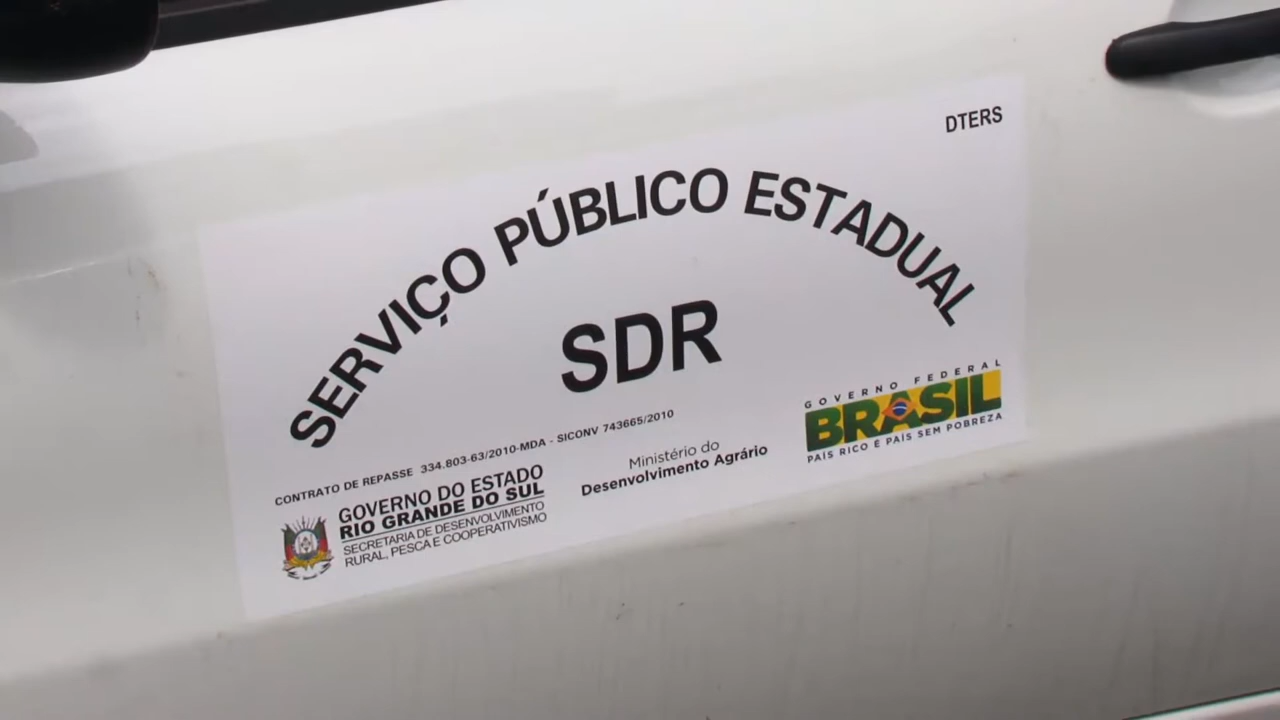 DTERS
SERVIÇO PÚBLICO ESTADUAL
SDR
CONTRATO DE REPASSE 334.803-63/2010-MDA - SICONV 743665/2010
GOVERNO DO ESTADO
RIO GRANDE DO SUL
SECRETARIA DE DESENVOLVIMENTO
RURAL, PESCA E COOPERATIVISMO
Ministério do
Desenvolvimento Agrário
GOVERNO FEDERAL
BRASIL
PAÍS RICO É PAÍS SEM POBREZA